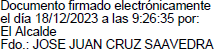 Documento firmado electrónicamente
el día 18/12/2023 a las 9:26:35 por:
El Alcalde
Fdo.: JOSE JUAN CRUZ SAAVEDRA